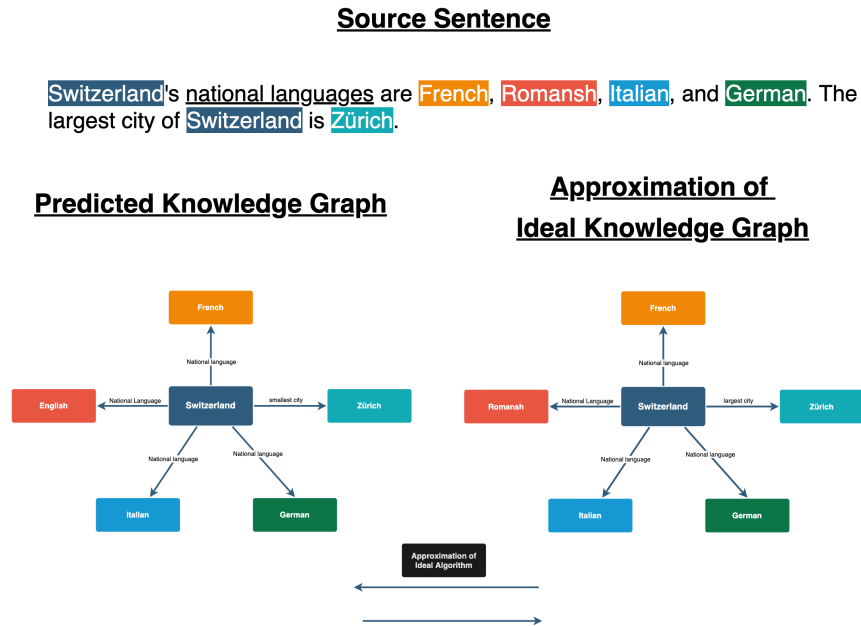 Source Sentence
Switzerland's national languages are French, Romansh, Italian, and German. The
largest city of Switzerland is Zürich.
Predicted Knowledge Graph
Approximation of
Ideal Knowledge Graph
French
National language
English
National Language
Switzerland
smallest city
Zürich
National language
National language
Italian
German
French
National language
Romansh
National Language
Switzerland
largest city
Zürich
National language
National language
Italian
German
Approximation of
Ideal Algorithm